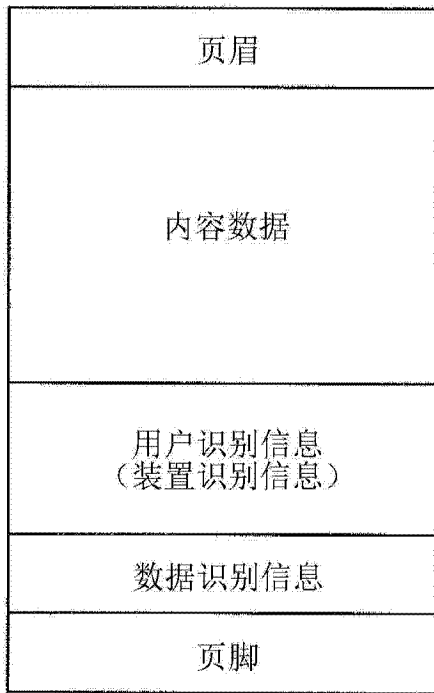 页眉
内容数据
用户识别信息
（装置识别信息）
数据识别信息
页脚